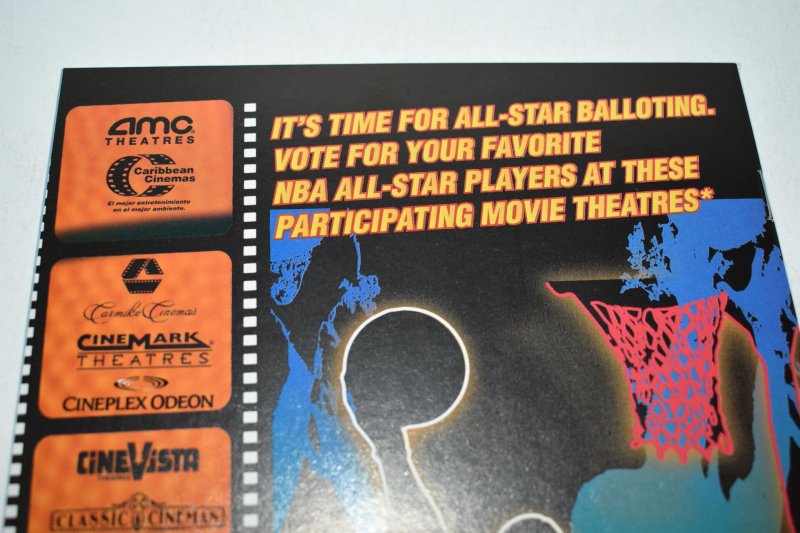 IT'S TIME FOR ALL-STAR BALLOTING.
VOTE FOR YOUR FAVORITE
NBA ALL-STAR PLAYERS AT THESE
PARTICIPATING MOVIE THEATRES*
amc
THEATRES
Caribbean
Cinemas
El mejor entretenimiento
en el mejor ambiente.
Carmike Cinemas
CINEMARK
THEATRES
CINEPLEX ODEON
CiNEViSTA
THEATRES
CLASSIC CINEMAS